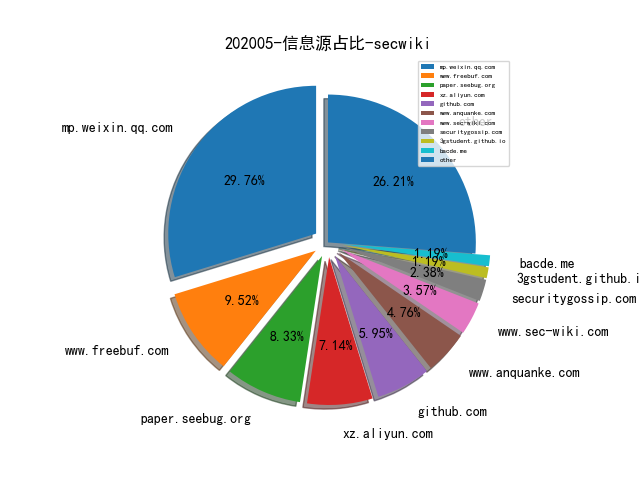 202005-信息源占比-secwiki
mp.weixin.qq.com
www.freebuf.com
paper.seebug.org
xz.aliyun.com
github.com
www.anquanke.com
www.sec-wiki.com
securitygossip.com
3gstudent.github.io
bacde.me
other
other
mp.weixin.qq.com
29.76%
26.21%
1.19%
1.19%
2.38%
3.57%
4.76%
5.95%
7.14%
8.33%
9.52%
bacde.me
3gstudent.github.i
securitygossip.com
www.sec-wiki.com
www.anquanke.com
github.com
xz.aliyun.com
paper.seebug.org
www.freebuf.com